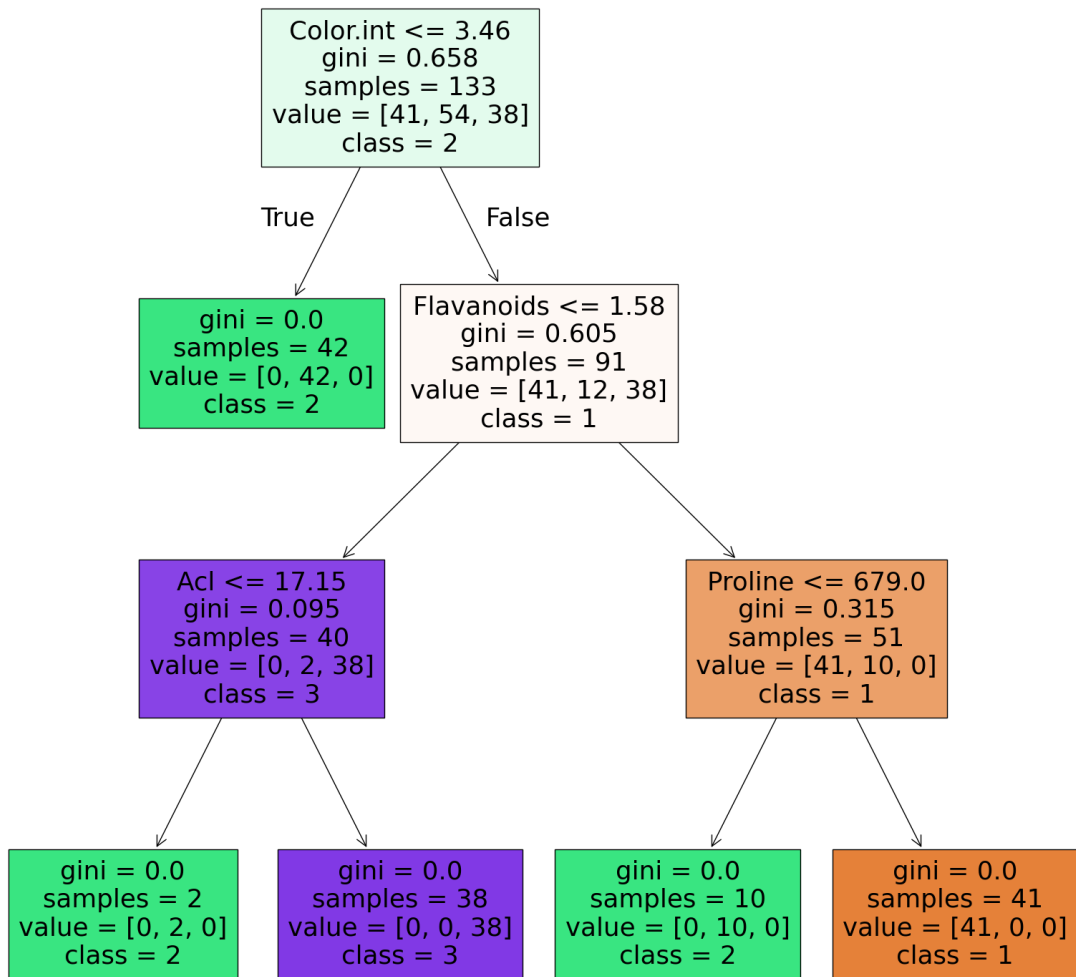 Color.int <= 3.46
gini = 0.658
samples = 133
value = [41, 54, 38]
class = 2
True
False
gini = 0.0
samples = 42
value = [0, 42, 0]
class = 2
Flavanoids <= 1.58
gini = 0.605
samples = 91
value = [41, 12, 38]
class = 1
Acl <= 17.15
gini = 0.095
samples = 40
value = [0, 2, 38]
class = 3
Proline <= 679.0
gini = 0.315
samples = 51
value = [41, 10, 0]
class = 1
gini = 0.0
samples = 2
value = [0, 2, 0]
class = 2
gini = 0.0
samples = 38
value = [0, 0, 38]
class = 3
gini = 0.0
samples = 10
value = [0, 10, 0]
class = 2
gini = 0.0
samples = 41
value = [41, 0, 0]
class = 1